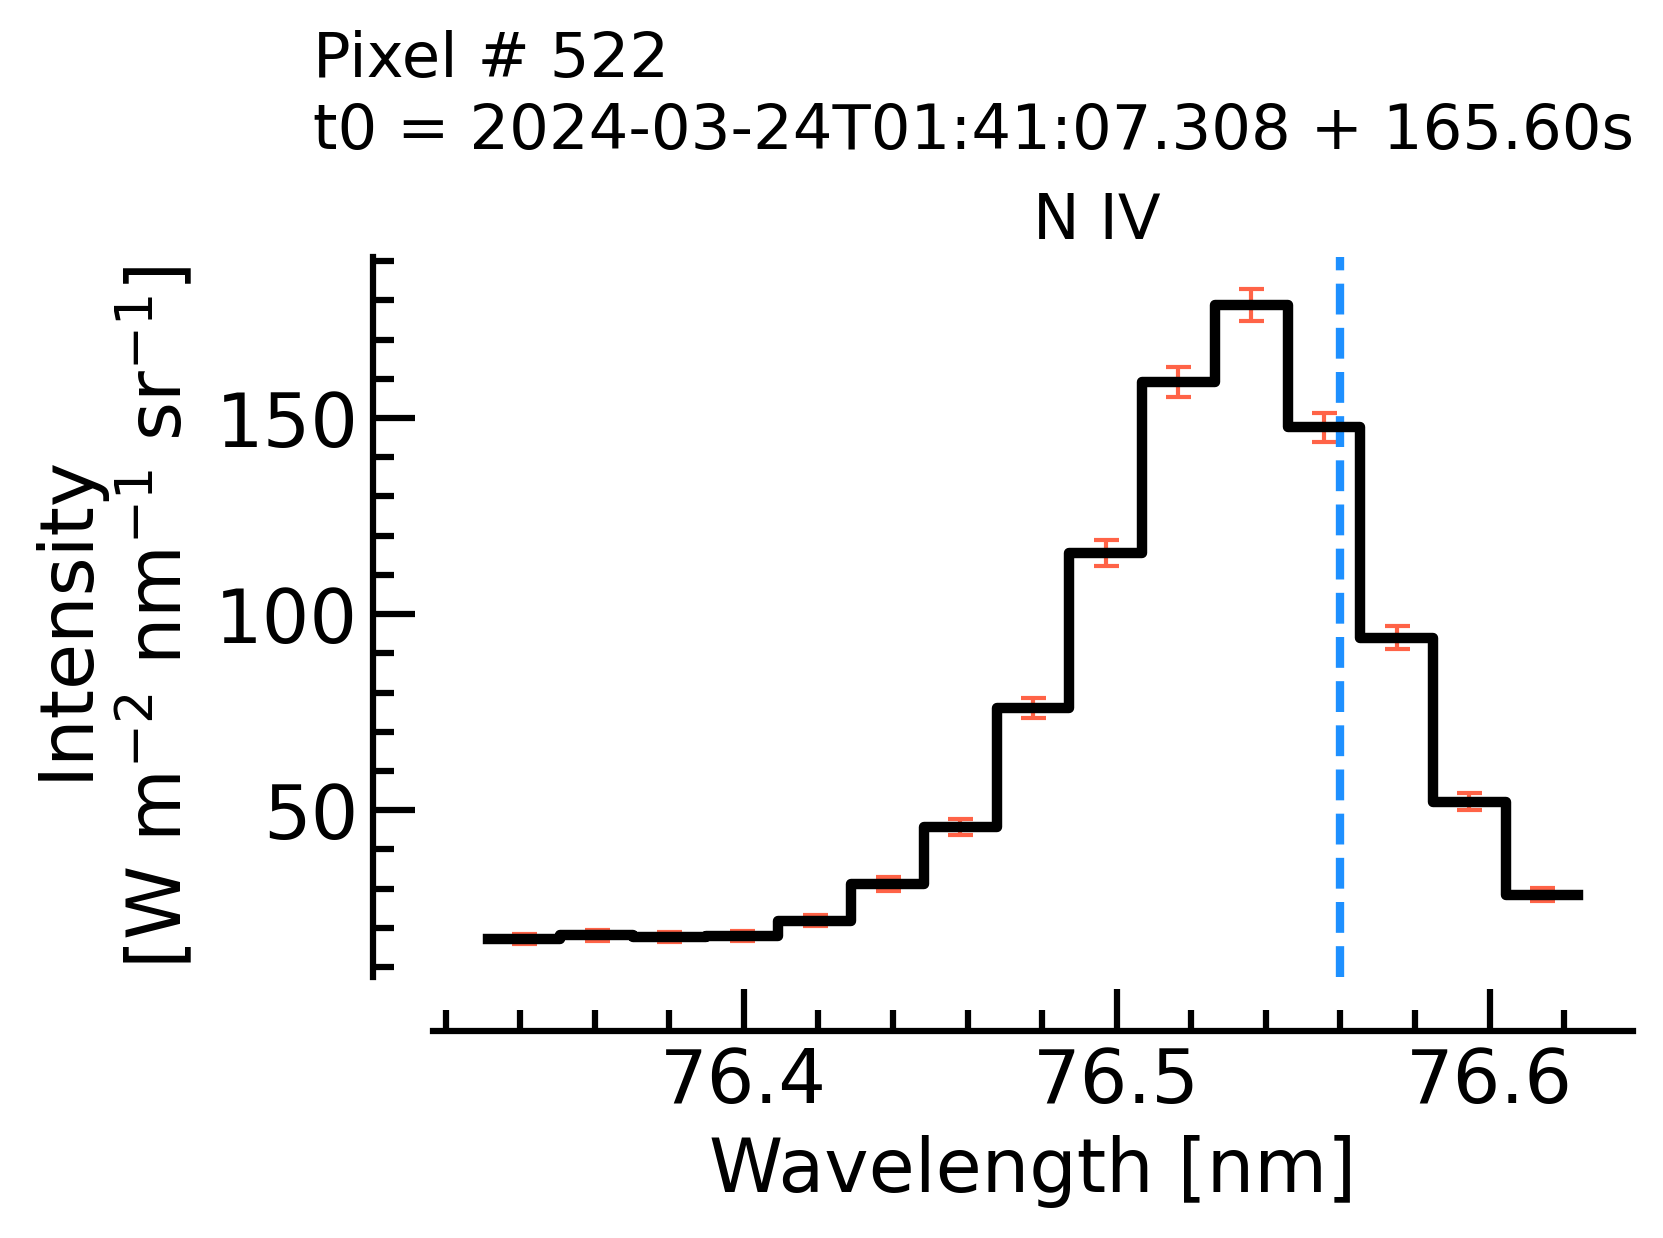 Pixel # 522
t0 = 2024-03-24T01:41:07.308 + 165.60s
N IV
Intensity
[W m⁻² nm⁻¹ sr⁻¹]
150
100
50
76.4 76.5 76.6
Wavelength [nm]